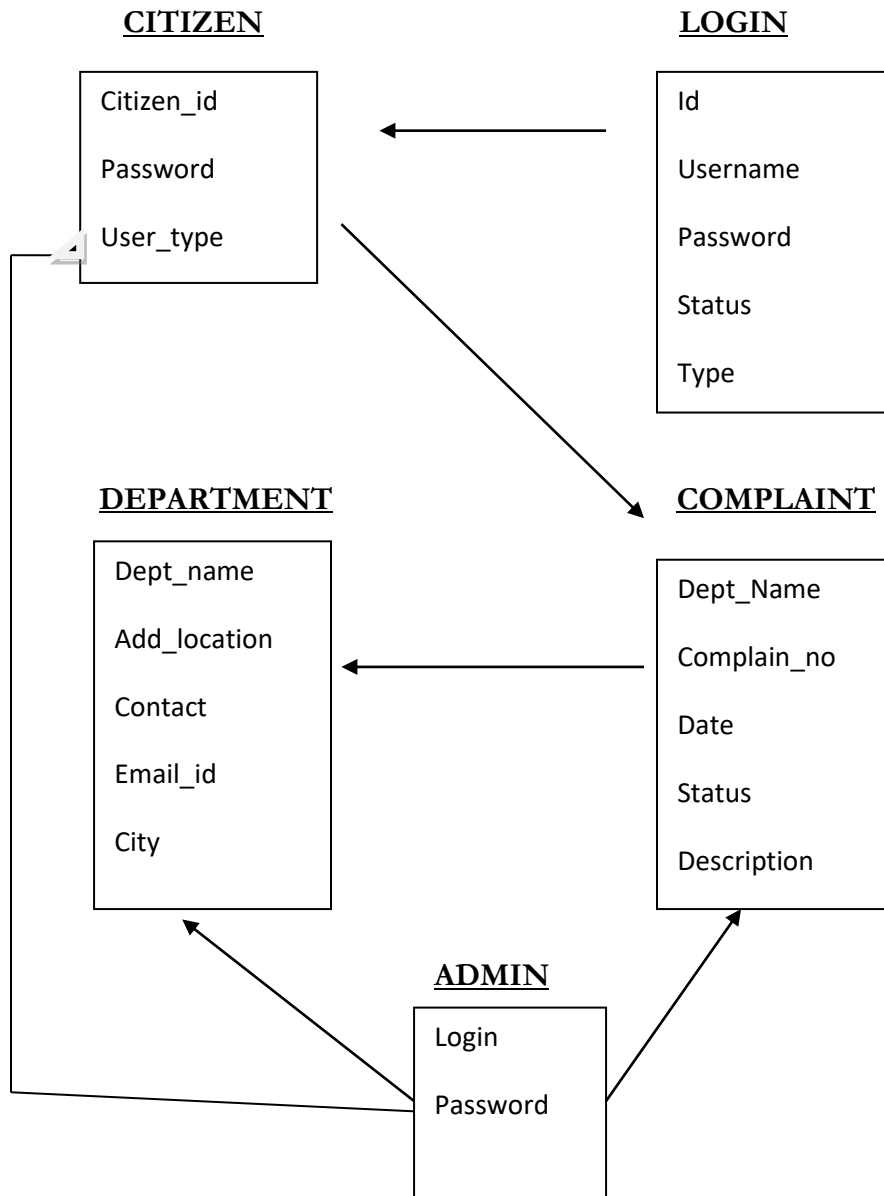 CITIZEN
Citizen_id
Password
User_type
LOGIN
Id
Username
Password
Status
Type
DEPARTMENT
Dept_name
Add_location
Contact
Email_id
City
COMPLAINT
Dept_Name
Complain_no
Date
Status
Description
ADMIN
Login
Password